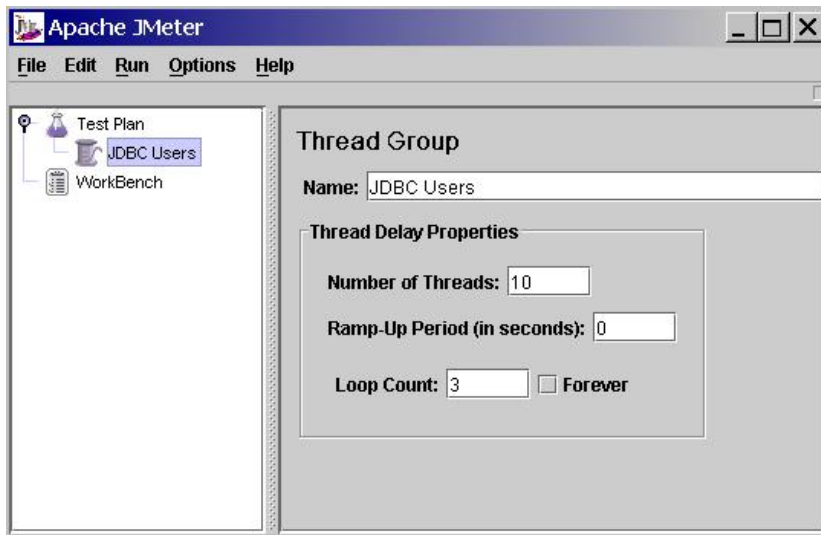 Apache JMeter
File Edit Run Options Help
Test Plan
JDBC Users
WorkBench
Thread Group
Name: JDBC Users
Thread Delay Properties
Number of Threads: 10
Ramp-Up Period (in seconds): 0
Loop Count: 3 Forever